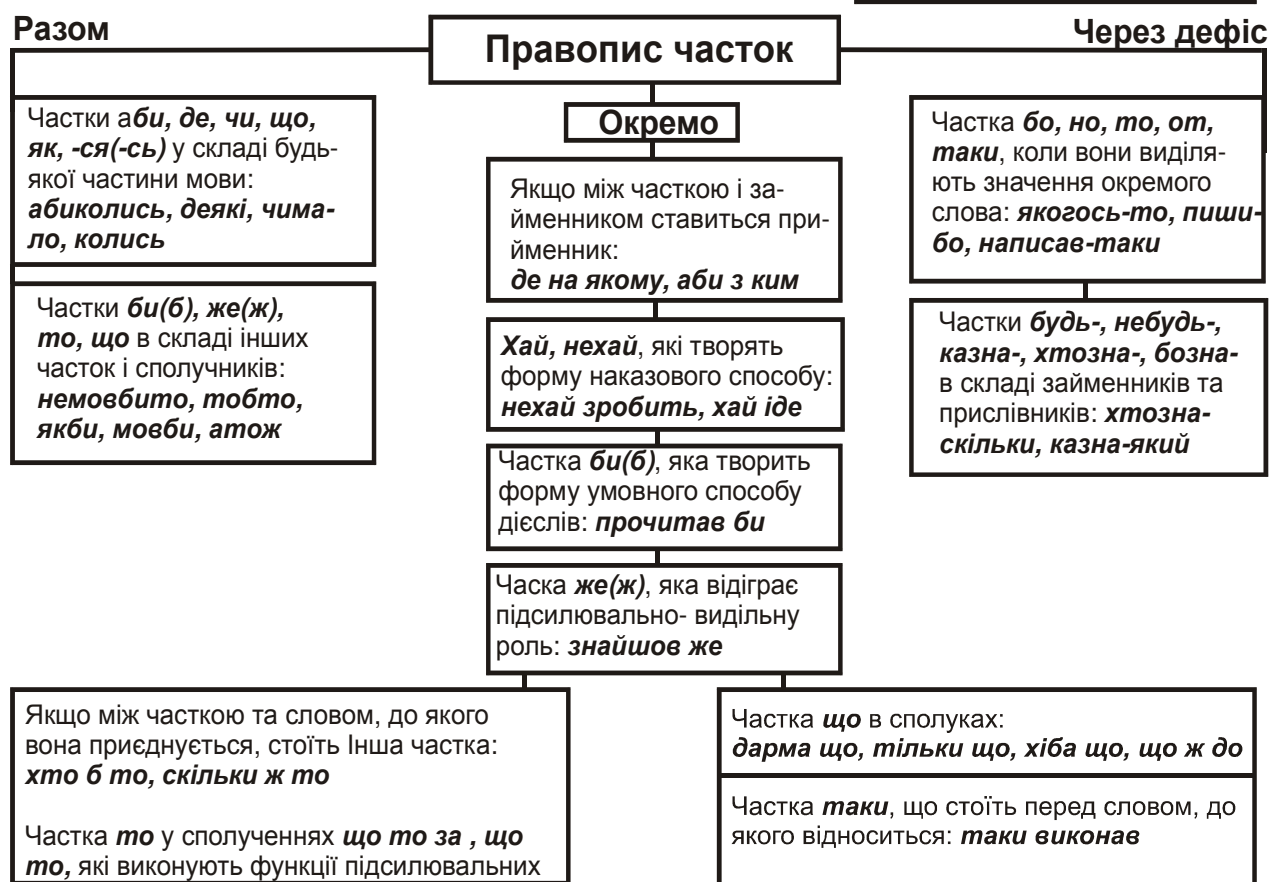 Разом
Правопис часток
Через дефіс
Частки аби, де, чи, що,
як, -ся(-сь) у складі будь-
якої частини мови:
абиколись, деякі, чима-
ло, колись
Частки би(б), же(ж),
то, що в складі інших
часток і сполучників:
немовбито, тобто,
якби, мовби, атож
Окремо
Якщо між часткою і за-
йменником ставиться при-
йменник:
де на якому, аби з ким
Хай, нехай, які творять
форму наказового способу:
нехай зробить, хай іде
Частка би(б), яка творить
форму умовного способу
дієслів: прочитав би
Часка же(ж), яка відіграє
підсилювально- видільну
роль: знайшов же
Частка бо, но, то, от,
таки, коли вони виділя-
ють значення окремого
слова: якогось-то, пиши-
бо, написав-таки
Частки будь-, небудь-,
казна-, хтозна-, бозна-
в складі займенників та
прислівників: хтозна-
скільки, казна-який
Якщо між часткою та словом, до якого
вона приєднується, стоїть Інша частка:
хто б то, скільки ж то
Частка то у сполученнях що то за , що
то, які виконують функції підсилювальних
Частка що в сполуках:
дарма що, тільки що, хіба що, що ж до
Частка таки, що стоїть перед словом, до
якого відноситься: таки виконав